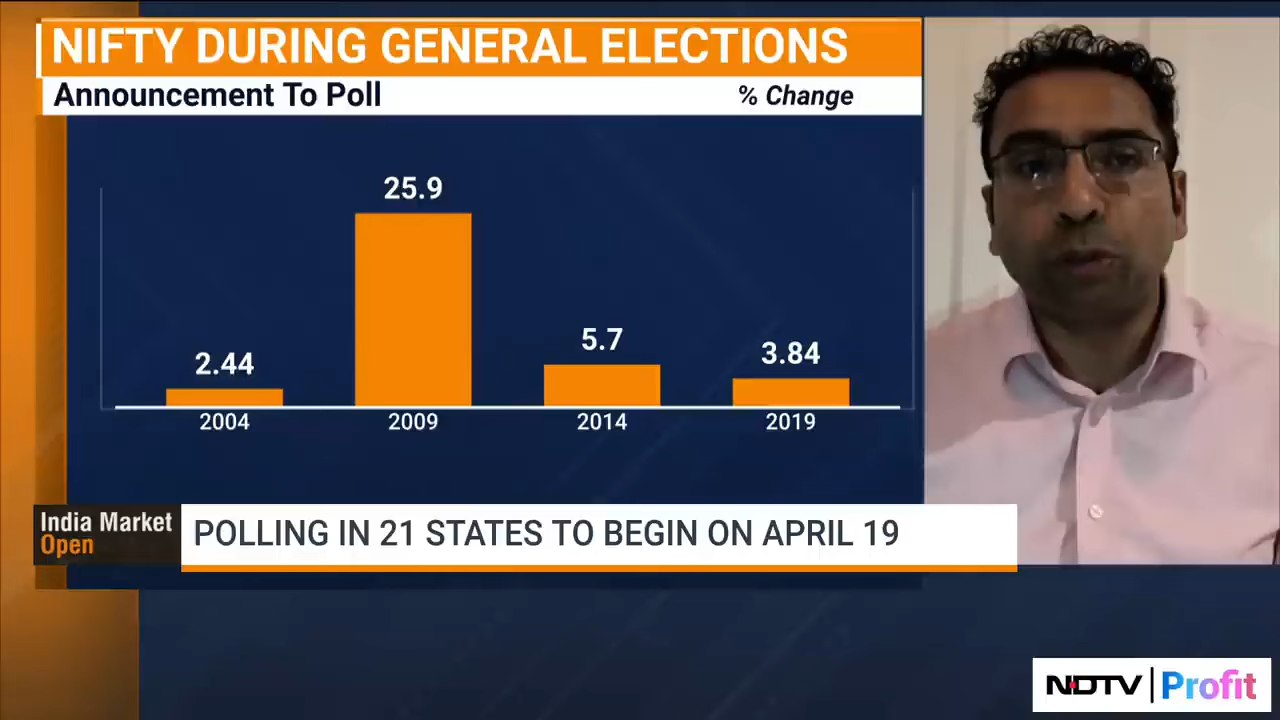 NIFTY DURING GENERAL ELECTIONS
Announcement To Poll % Change
2.44 25.9 5.7 3.84
2004 2009 2014 2019
India Market
Open
POLLING IN 21 STATES TO BEGIN ON APRIL 19
NDTV Profit